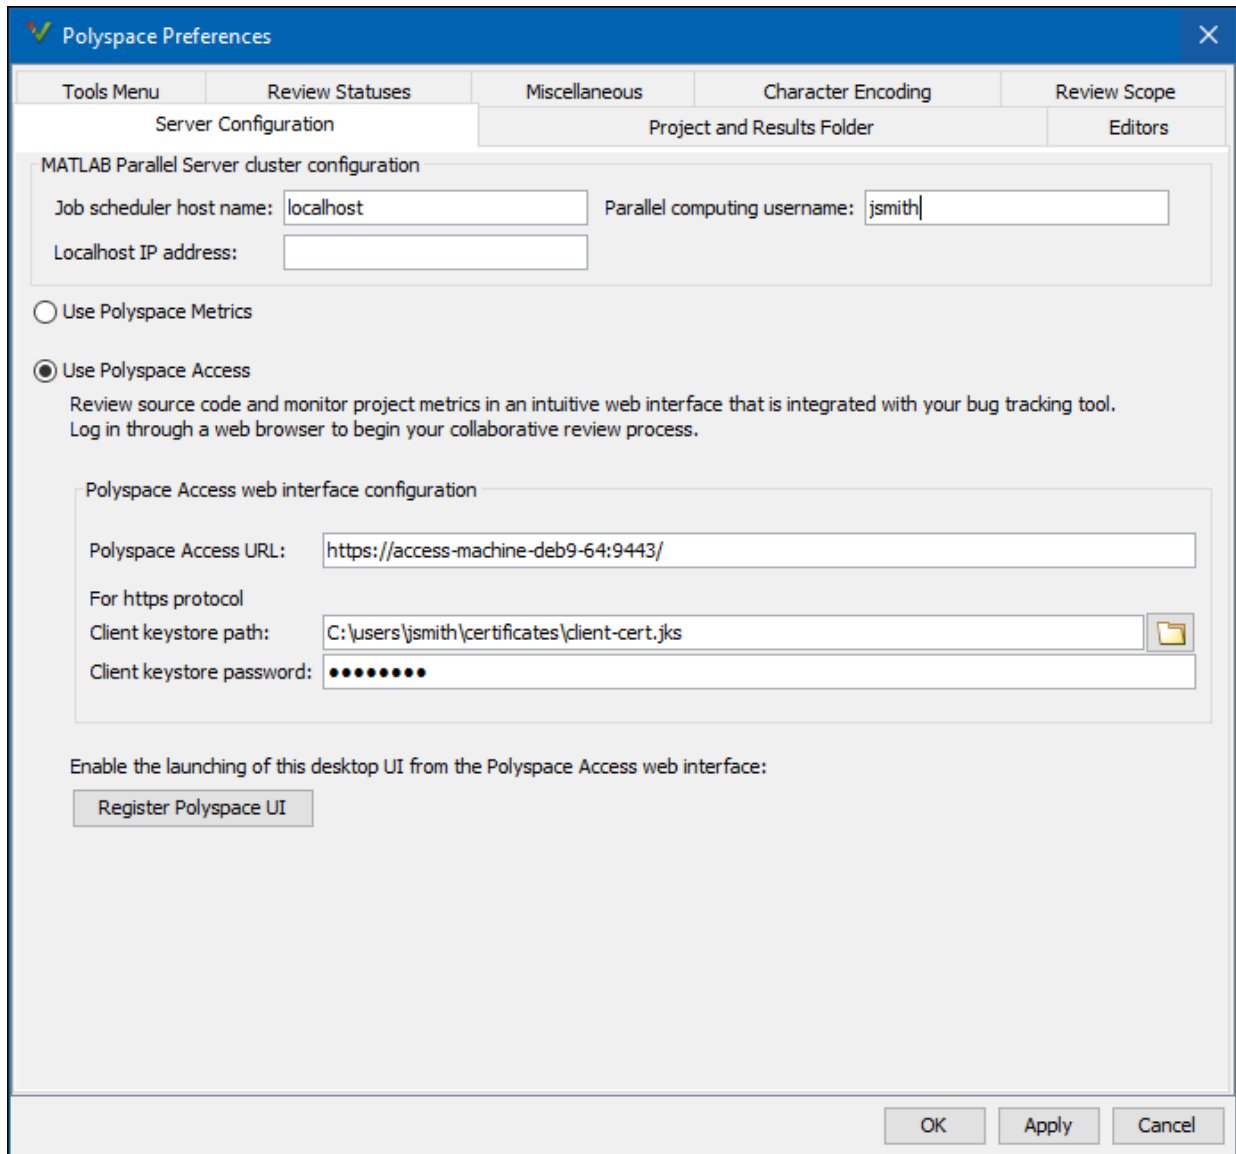 Polyspace Preferences
Tools Menu Review Statuses Miscellaneous Character Encoding Review Scope
Server Configuration Project and Results Folder Editors
MATLAB Parallel Server cluster configuration
Job scheduler host name: localhost Parallel computing username: jsmith
Localhost IP address:
Use Polyspace Metrics
Use Polyspace Access
Review source code and monitor project metrics in an intuitive web interface that is integrated with your bug tracking tool.
Log in through a web browser to begin your collaborative review process.
Polyspace Access web interface configuration
Polyspace Access URL: https://access-machine-deb9-64:9443/
For https protocol
Client keystore path: C:\users\jsmith\certificates\client-cert.jks
Client keystore password: ●●●●●●●●
Enable the launching of this desktop UI from the Polyspace Access web interface:
Register Polyspace UI
OK Apply Cancel